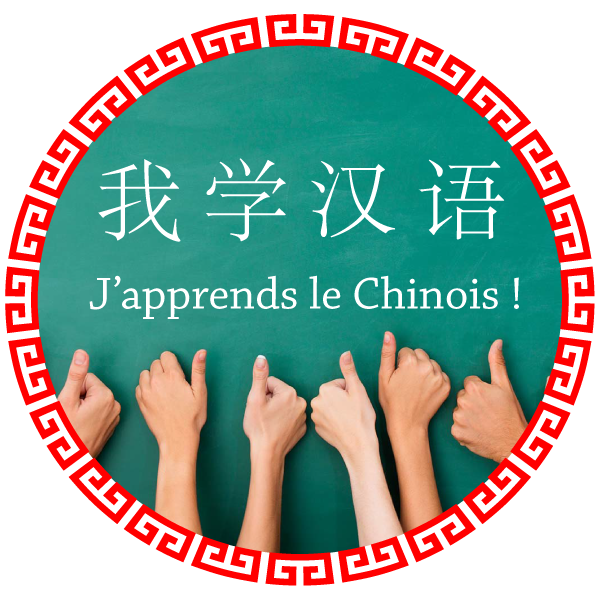 我学汉语
J’apprends le Chinois !